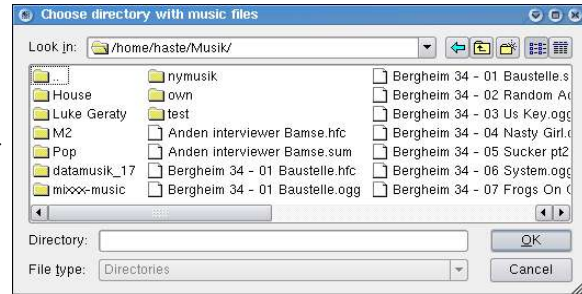 Choose directory with music files
Look in: /home/haste/Musik/
..
House
Luke Geraty
M2
Pop
datamusik_17
mixxx-music
nymusik
own
test
Anden interviewer Bamse.hfc
Anden interviewer Bamse.sum
Bergheim 34 - 01 Baustelle.hfc
Bergheim 34 - 01 Baustelle.ogg
Bergheim 34 - 01 Baustelle.s
Bergheim 34 - 02 Random A
Bergheim 34 - 03 Us Key.ogg
Bergheim 34 - 04 Nasty Girl.
Bergheim 34 - 05 Sucker pt2
Bergheim 34 - 06 System.ogg
Bergheim 34 - 07 Frogs On
Directory:
OK
File type: Directories
Cancel